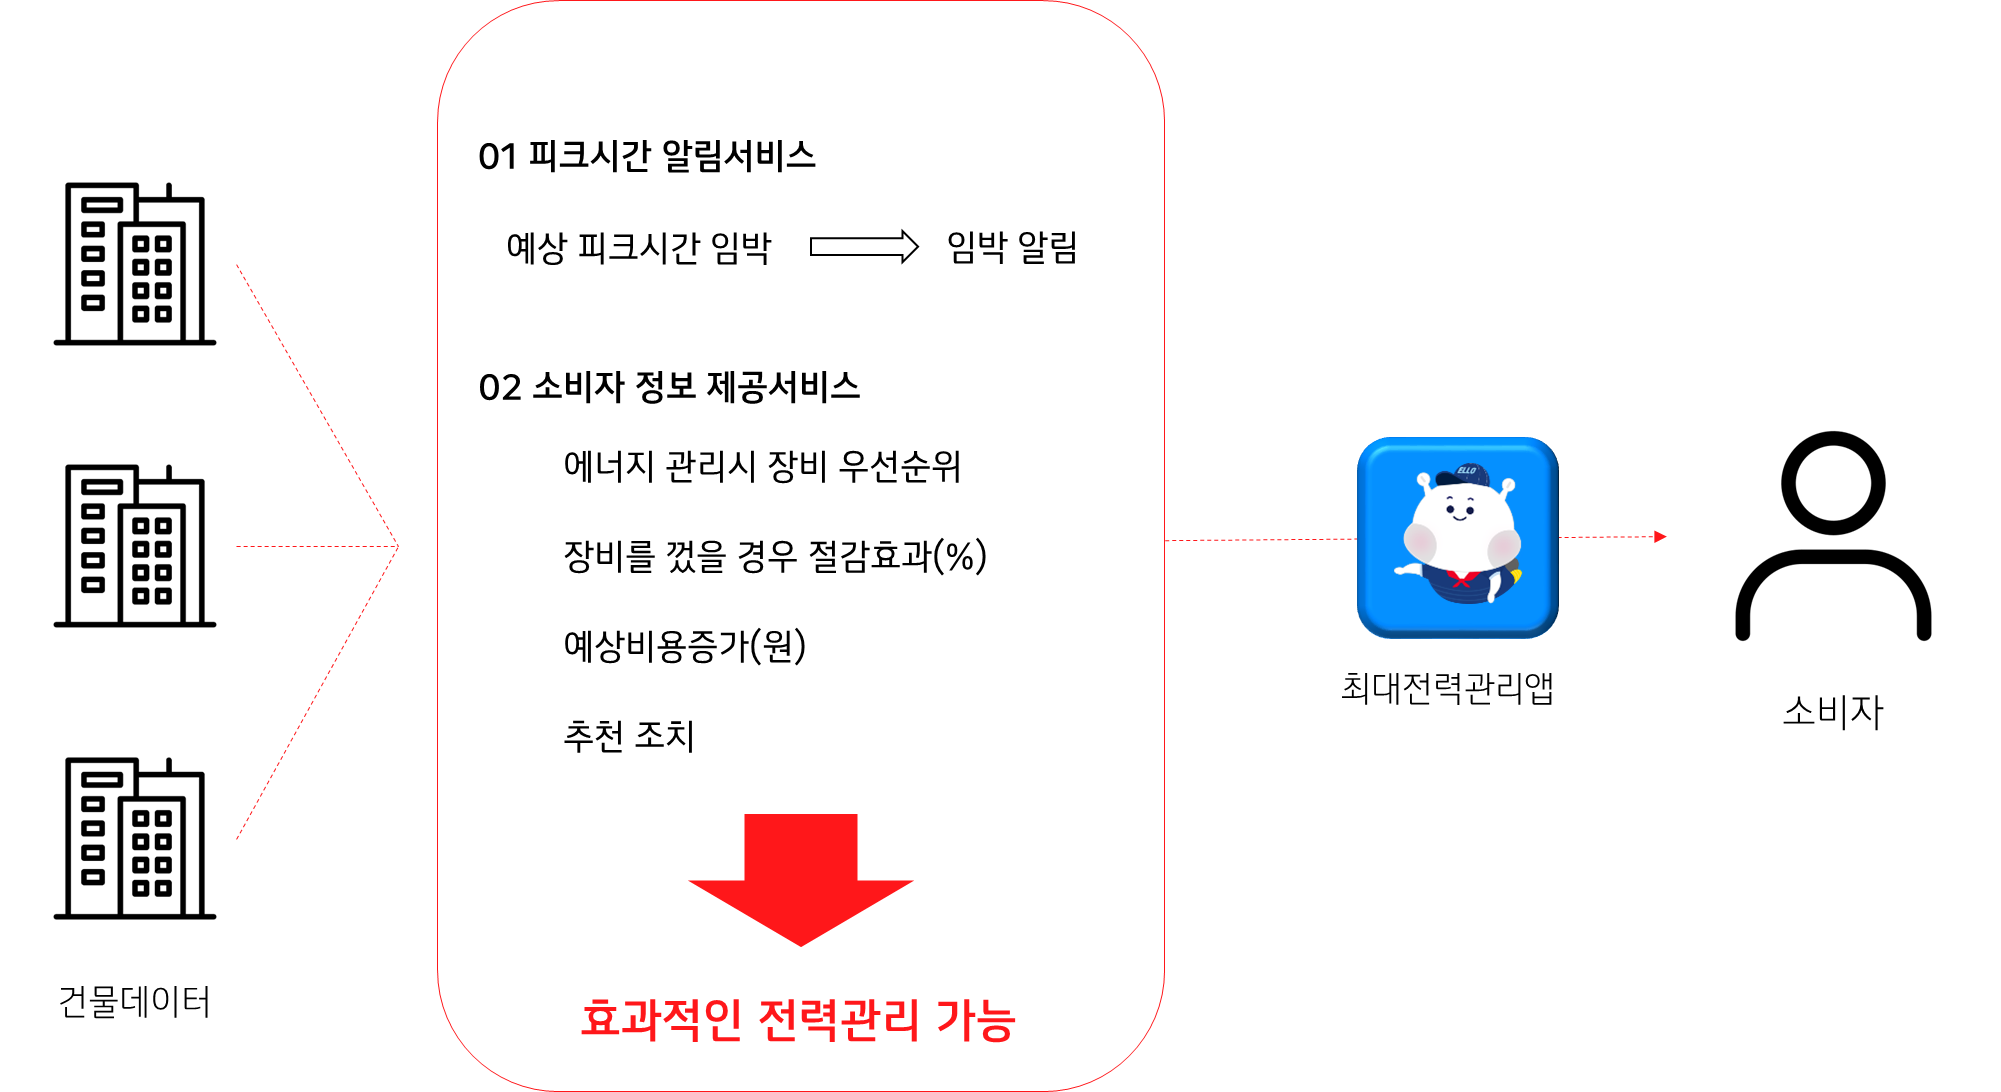 01 피크시간 알림서비스
예상 피크시간 임박
임박 알림
02 소비자 정보 제공서비스
에너지 관리시 장비 우선순위
장비를 껐을 경우 절감효과(%)
예상비용증가(원)
추천 조치
효과적인 전력관리 가능
건물데이터
ELLO
최대전력관리앱
소비자